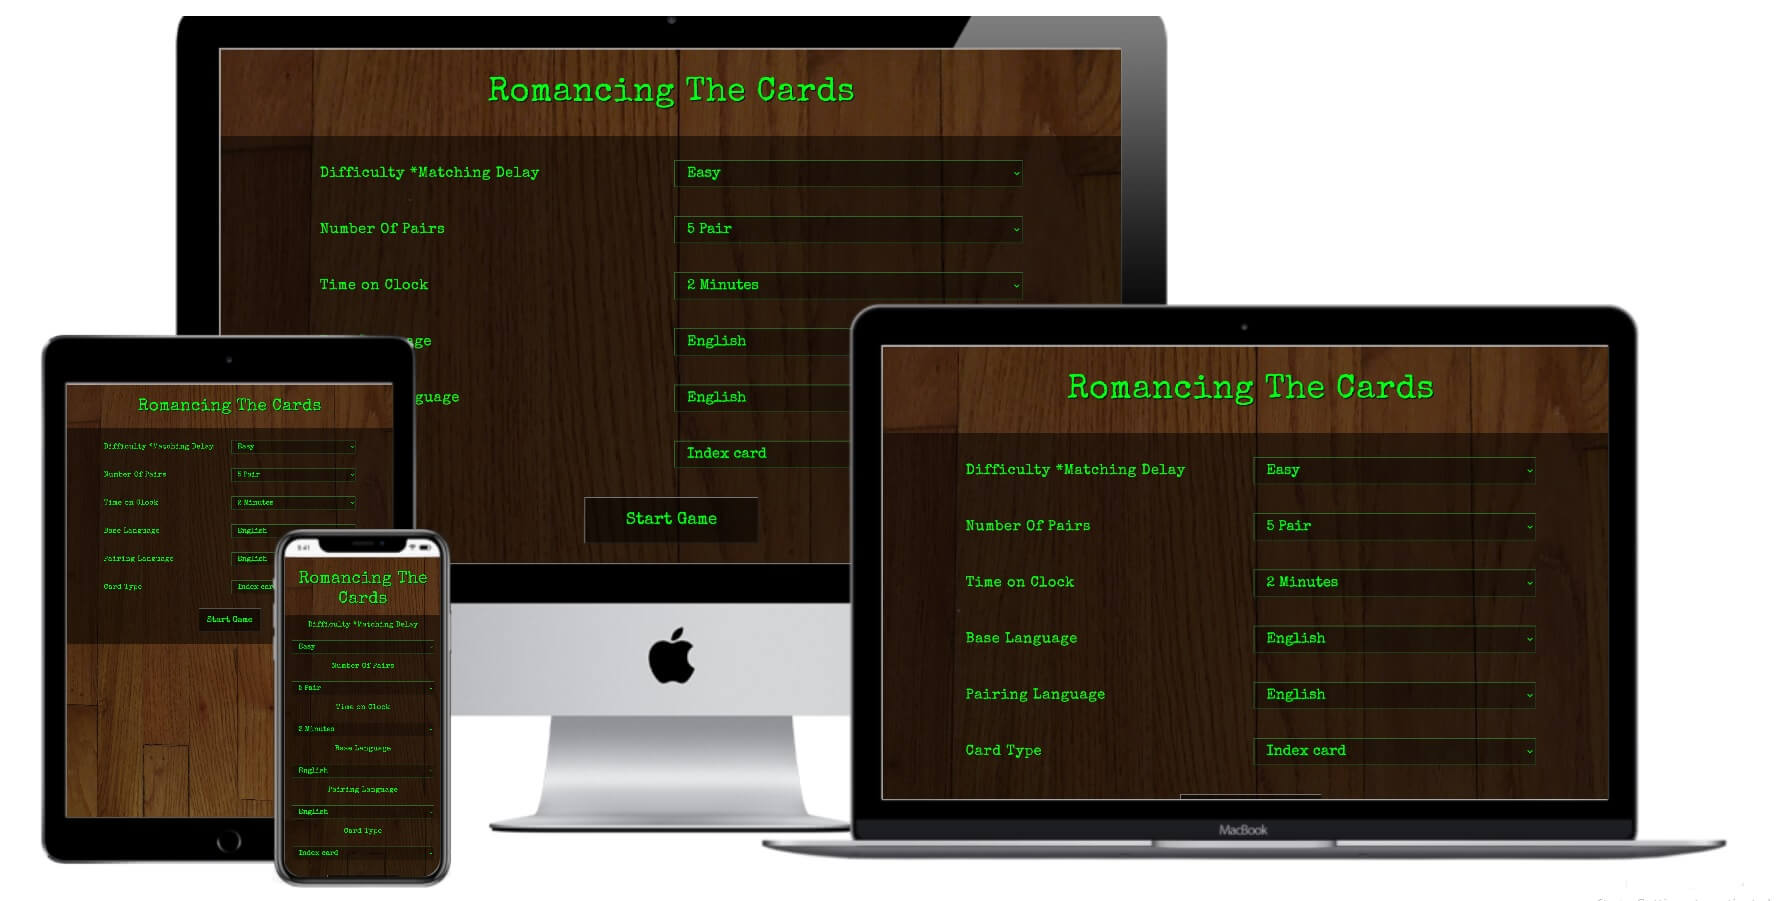 Romancing The Cards
Difficulty *Matching Delay
Easy
Number Of Pairs
5 Pair
Time on Clock
2 Minutes
age
English
guage
English
Index card
Start Game
Romancing The Cards
Difficulty *Matching Delay
Easy
Number Of Pairs
5 Pair
Time on Clock
2 Minutes
Base Language
English
Pairing Language
English
Card Type
Index car
Start Game
9:41
Romancing The
Cards
Difficulty *Matching Delay
Easy
Number Of Pairs
5 Pair
Time on Clock
2 Minutes
Base Language
English
Pairing Language
English
Card Type
Index card
Romancing The Cards
Difficulty *Matching Delay
Easy
Number Of Pairs
5 Pair
Time on Clock
2 Minutes
Base Language
English
Pairing Language
English
Card Type
Index card
MacBook